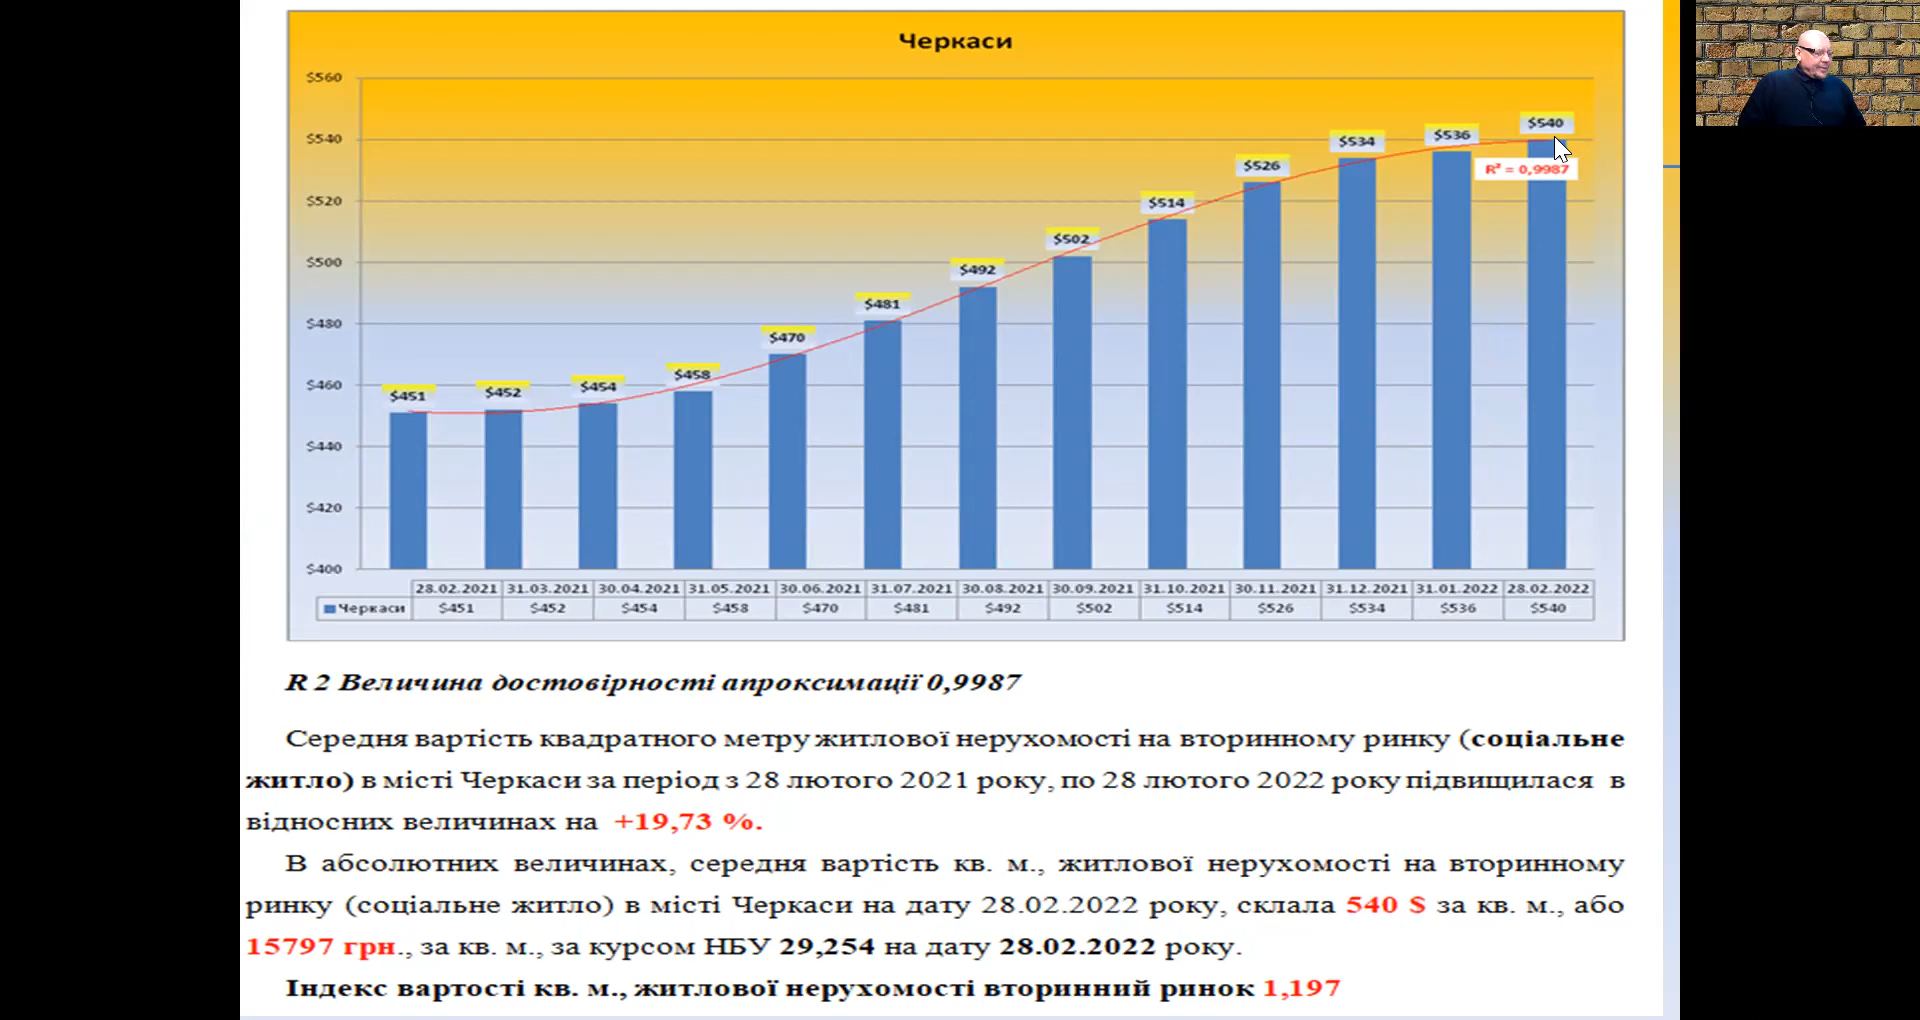 Черкаси
$560
$540
$520
$500
$480
$460
$440
$420
$400
$451
$452
$454
$458
$470
$481
$492
$502
$514
$526
$534
$536
$540
R² = 0,9987
28.02.2021 31.03.2021 30.04.2021 31.05.2021 30.06.2021 31.07.2021 30.08.2021 30.09.2021 31.10.2021 30.11.2021 31.12.2021 31.01.2022 28.02.2022
Черкаси $451 $452 $454 $458 $470 $481 $492 $502 $514 $526 $534 $536 $540
R 2 Величина достовірності апроксимації 0,9987
Середня вартість квадратного метру житлової нерухомості на вторинному ринку (соціальне
житло) в місті Черкаси за період з 28 лютого 2021 року, по 28 лютого 2022 року підвищилася в
відносних величинах на +19,73 %.
В абсолютних величинах, середня вартість кв. м., житлової нерухомості на вторинному
ринку (соціальне житло) в місті Черкаси на дату 28.02.2022 року, склала 540 $ за кв. м., або
15797 грн., за кв. м., за курсом НБУ 29,254 на дату 28.02.2022 року.
Індекс вартості кв. м., житлової нерухомості вторинний ринок 1,197